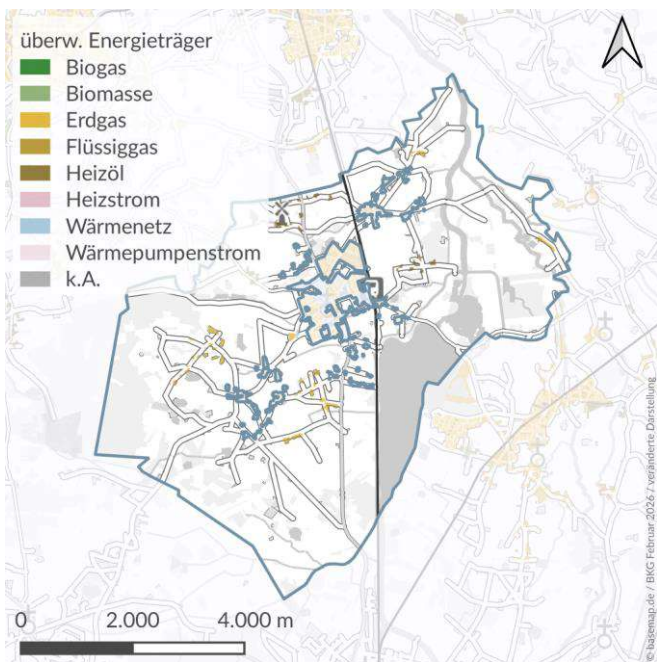 überw. Energieträger
Biogas
Biomasse
Erdgas
Flüssiggas
Heizöl
Heizstrom
Wärmenetz
Wärmepumpenstrom
k.A.
0 2.000 4.000 m
© basemap.de / BKG Februar 2026 / veränderte Darstellung